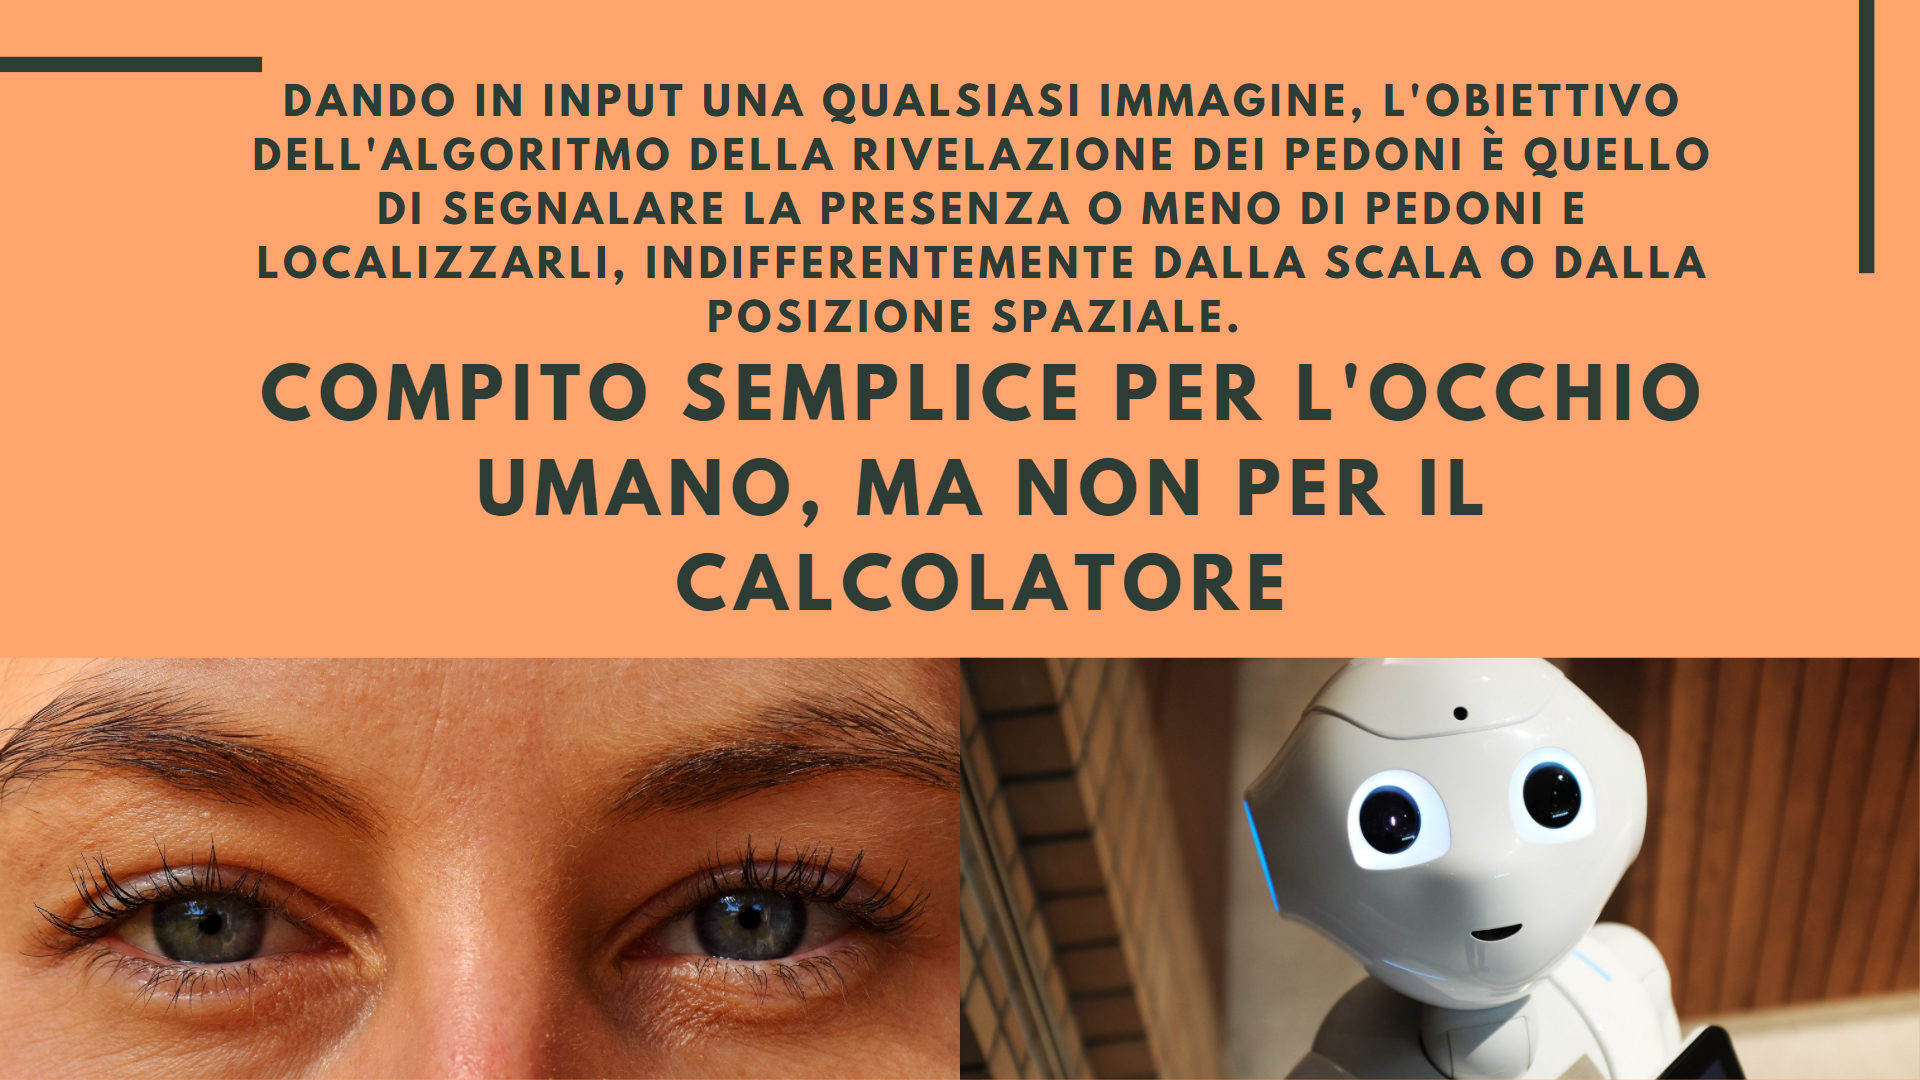 DANDO IN INPUT UNA QUALSIASI IMMAGINE, L'OBIETTIVO
DELL'ALGORITMO DELLA RIVELAZIONE DEI PEDONI È QUELLO
DI SEGNALARE LA PRESENZA O MENO DI PEDONI E
LOCALIZZARLI, INDIFFERENTEMENTE DALLA SCALA O DALLA
POSIZIONE SPAZIALE.
COMPITO SEMPLICE PER L'OCCHIO
UMANO, MA NON PER IL
CALCOLATORE